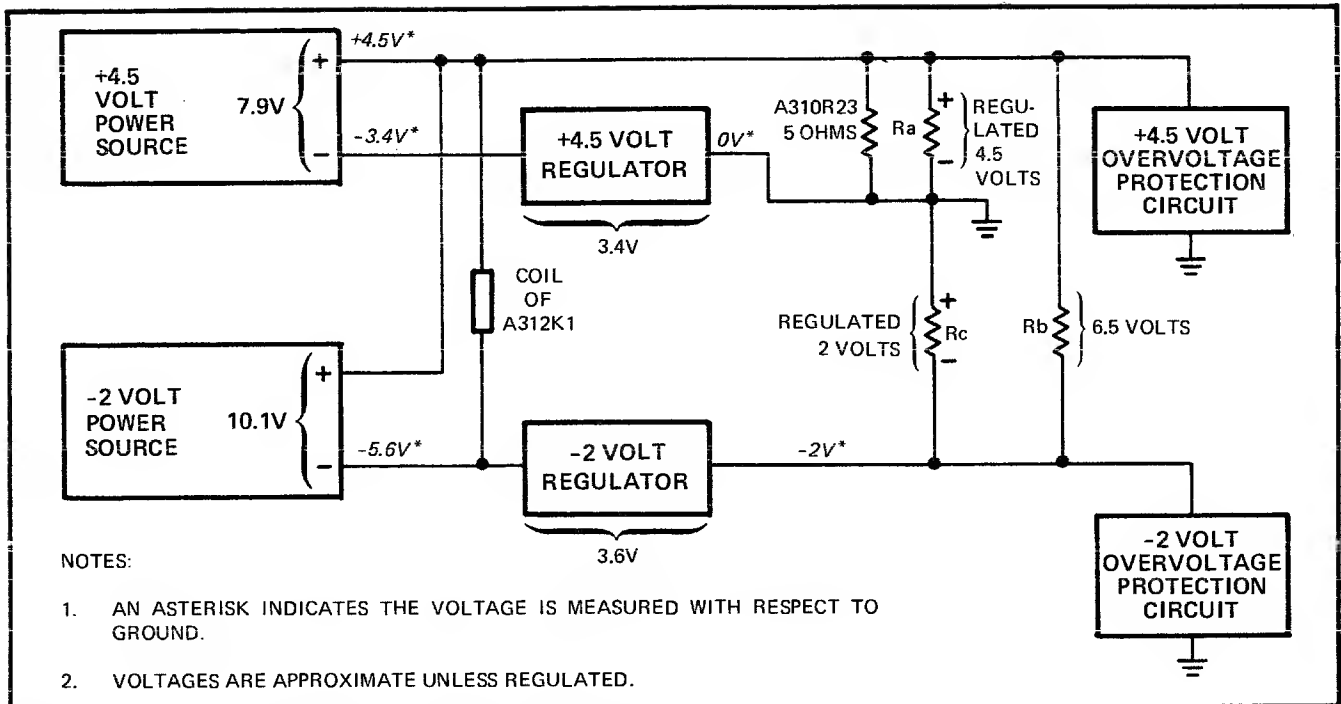 +4.5V*
+4.5
VOLT
POWER
SOURCE
7.9V
+
-3.4V*
−
+4.5 VOLT
REGULATOR
3.4V
0V*
A310R23
5 OHMS
Ra
+
−
REGU-
LATED
4.5
VOLTS
+4.5 VOLT
OVERVOLTAGE
PROTECTION
CIRCUIT
COIL
OF
A312K1
REGULATED
2 VOLTS
+
Rc
−
Rb
6.5 VOLTS
-2 VOLT
POWER
SOURCE
10.1V
+
−
-5.6V*
-2 VOLT
REGULATOR
3.6V
-2V*
-2 VOLT
OVERVOLTAGE
PROTECTION
CIRCUIT
NOTES:
1. AN ASTERISK INDICATES THE VOLTAGE IS MEASURED WITH RESPECT TO
GROUND.
2. VOLTAGES ARE APPROXIMATE UNLESS REGULATED.